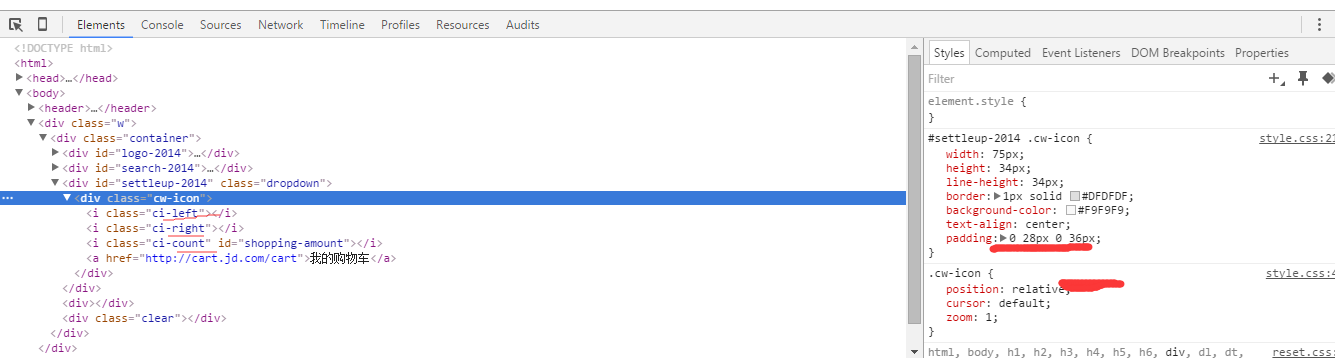 Elements Console Sources Network Timeline Profiles Resources Audits
<!DOCTYPE html>
<html>
<head>…</head>
<body>
<header>…</header>
<div class="w">
<div class="container">
<div id="logo-2014">…</div>
<div id="search-2014">…</div>
<div id="settleup-2014" class="dropdown">
<div class="cw-icon">
<i class="ci-left"></i>
<i class="ci-right"></i>
<i class="ci-count" id="shopping-amount"></i>
<a href="http://cart.jd.com/cart">我的购物车</a>
</div>
</div>
<div></div>
<div class="clear"></div>
</div>
</div>
Styles Computed Event Listeners DOM Breakpoints Properties
Filter
element.style {
}
#settleup-2014 .cw-icon { style.css:2
width: 75px;
height: 34px;
line-height: 34px;
border: 1px solid #DFDFDF;
background-color: #F9F9F9;
text-align: center;
padding: 0 28px 0 36px;
}
.cw-icon { style.css:4
position: relative;
cursor: default;
zoom: 1;
}
html, body, h1, h2, h3, h4, h5, h6, div, dl, dt, reset.css: